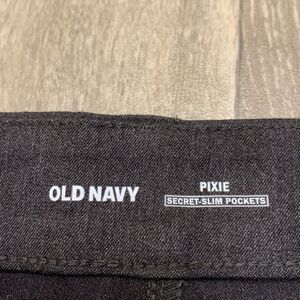 OLD NAVY
PIXIE
SECRET-SLIM POCKETS